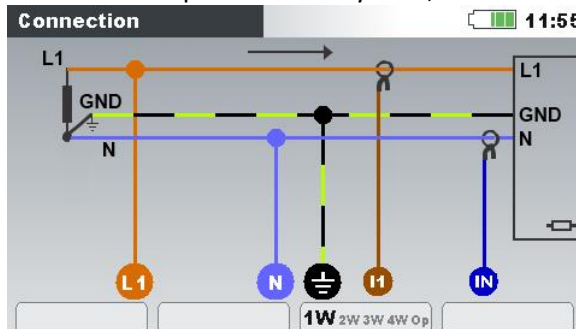 Connection 11:55
L1
L1
GND
GND
N
N
L1 N I1 IN
1W 2W 3W 4W Op